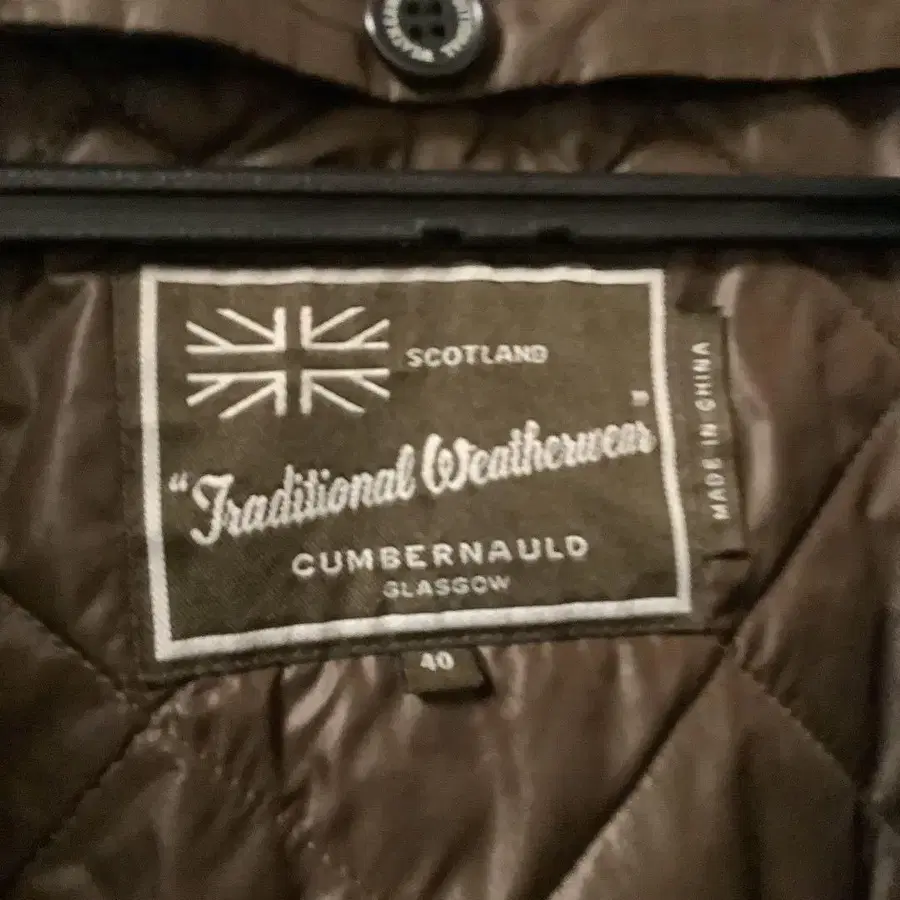 SCOTLAND
"Traditional Weatherwear"
CUMBERNAULD
GLASGOW
MADE IN CHINA
40